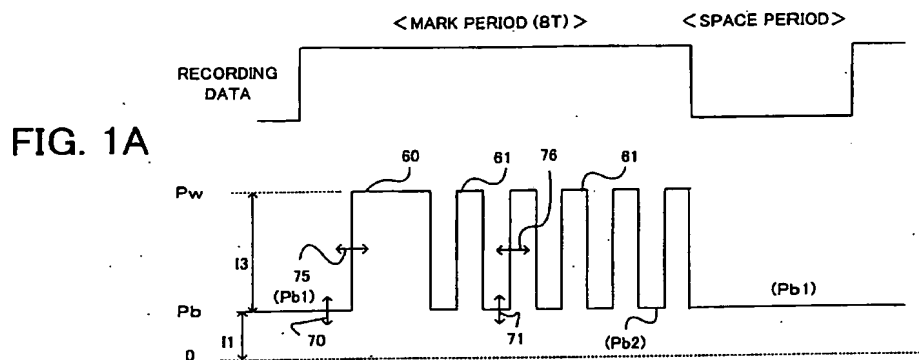 <MARK PERIOD (8T)> <SPACE PERIOD>
RECORDING
DATA
FIG. 1A
60 61 76 61
Pw
I3
75
(Pb1) (Pb1)
Pb
70 71 (Pb2)
I1
0